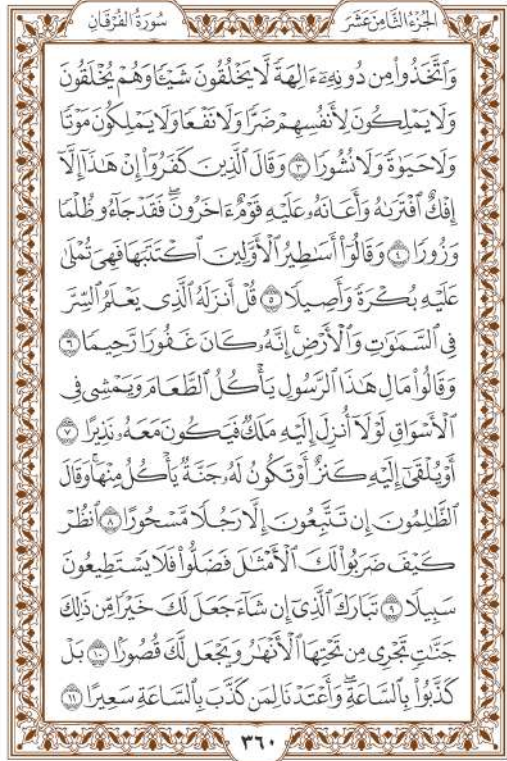 الجُزْءُ الثَّامِنَ عَشَرَ سُورَةُ الفُرْقَانِ
وَٱتَّخَذُوا۟ مِن دُونِهِۦٓ ءَالِهَةً لَّا يَخْلُقُونَ شَيْـًٔا وَهُمْ يُخْلَقُونَ
وَلَا يَمْلِكُونَ لِأَنفُسِهِمْ ضَرًّا وَلَا نَفْعًا وَلَا يَمْلِكُونَ مَوْتًا
وَلَا حَيَوٰةً وَلَا نُشُورًا ٣ وَقَالَ ٱلَّذِينَ كَفَرُوٓا۟ إِنْ هَـٰذَآ إِلَّآ
إِفْكٌ ٱفْتَرَىٰهُ وَأَعَانَهُۥ عَلَيْهِ قَوْمٌ ءَاخَرُونَ ۖ فَقَدْ جَآءُو ظُلْمًا
وَزُورًا ٤ وَقَالُوٓا۟ أَسَـٰطِيرُ ٱلْأَوَّلِينَ ٱكْتَتَبَهَا فَهِىَ تُمْلَىٰ
عَلَيْهِ بُكْرَةً وَأَصِيلًا ٥ قُلْ أَنزَلَهُ ٱلَّذِى يَعْلَمُ ٱلسِّرَّ
فِى ٱلسَّمَـٰوَٰتِ وَٱلْأَرْضِ ۚ إِنَّهُۥ كَانَ غَفُورًا رَّحِيمًا ٦
وَقَالُوا۟ مَالِ هَـٰذَا ٱلرَّسُولِ يَأْكُلُ ٱلطَّعَامَ وَيَمْشِى فِى
ٱلْأَسْوَاقِ ۙ لَوْلَآ أُنزِلَ إِلَيْهِ مَلَكٌ فَيَكُونَ مَعَهُۥ نَذِيرًا ٧
أَوْ يُلْقَىٰٓ إِلَيْهِ كَنزٌ أَوْ تَكُونُ لَهُۥ جَنَّةٌ يَأْكُلُ مِنْهَا ۚ وَقَالَ
ٱلظَّـٰلِمُونَ إِن تَتَّبِعُونَ إِلَّا رَجُلًا مَّسْحُورًا ٨ ٱنظُرْ
كَيْفَ ضَرَبُوا۟ لَكَ ٱلْأَمْثَـٰلَ فَضَلُّوا۟ فَلَا يَسْتَطِيعُونَ
سَبِيلًا ٩ تَبَارَكَ ٱلَّذِىٓ إِن شَآءَ جَعَلَ لَكَ خَيْرًا مِّن ذَٰلِكَ
جَنَّـٰتٍ تَجْرِى مِن تَحْتِهَا ٱلْأَنْهَـٰرُ وَيَجْعَل لَّكَ قُصُورًۢا ١٠ بَلْ
كَذَّبُوا۟ بِٱلسَّاعَةِ ۖ وَأَعْتَدْنَا لِمَن كَذَّبَ بِٱلسَّاعَةِ سَعِيرًا ١١
٣٦٠